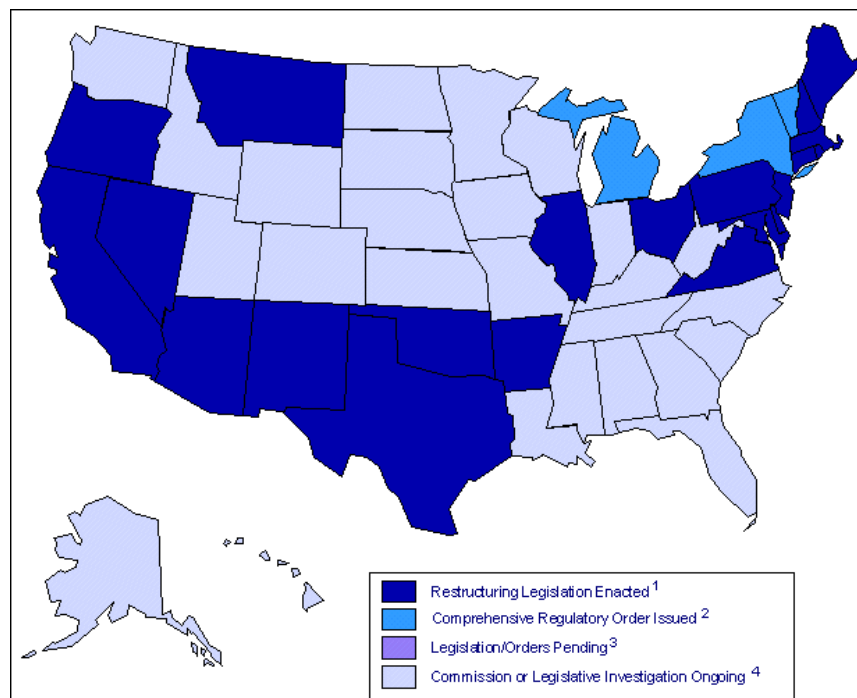 Restructuring Legislation Enacted 1
Comprehensive Regulatory Order Issued 2
Legislation/Orders Pending 3
Commission or Legislative Investigation Ongoing 4